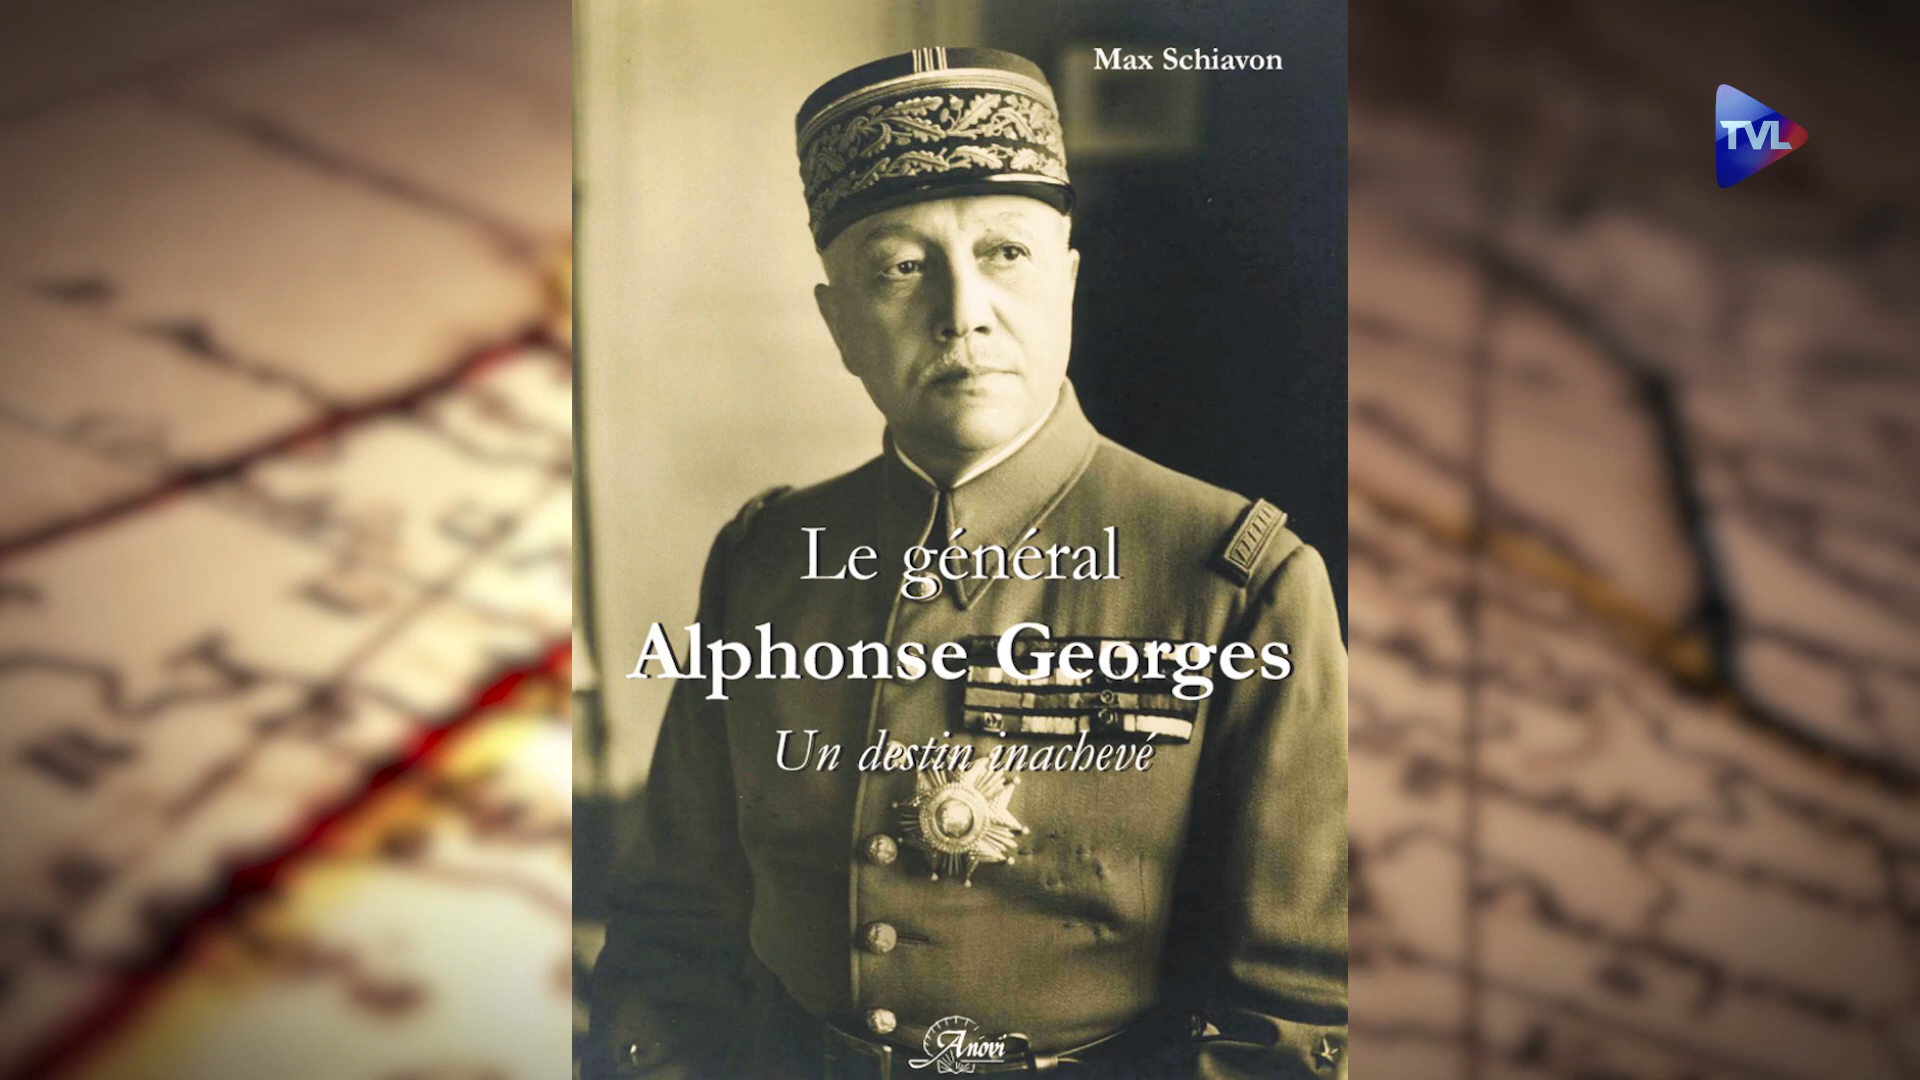 Max Schiavon
TVL
Le général
Alphonse Georges
Un destin inachevé
Anovi